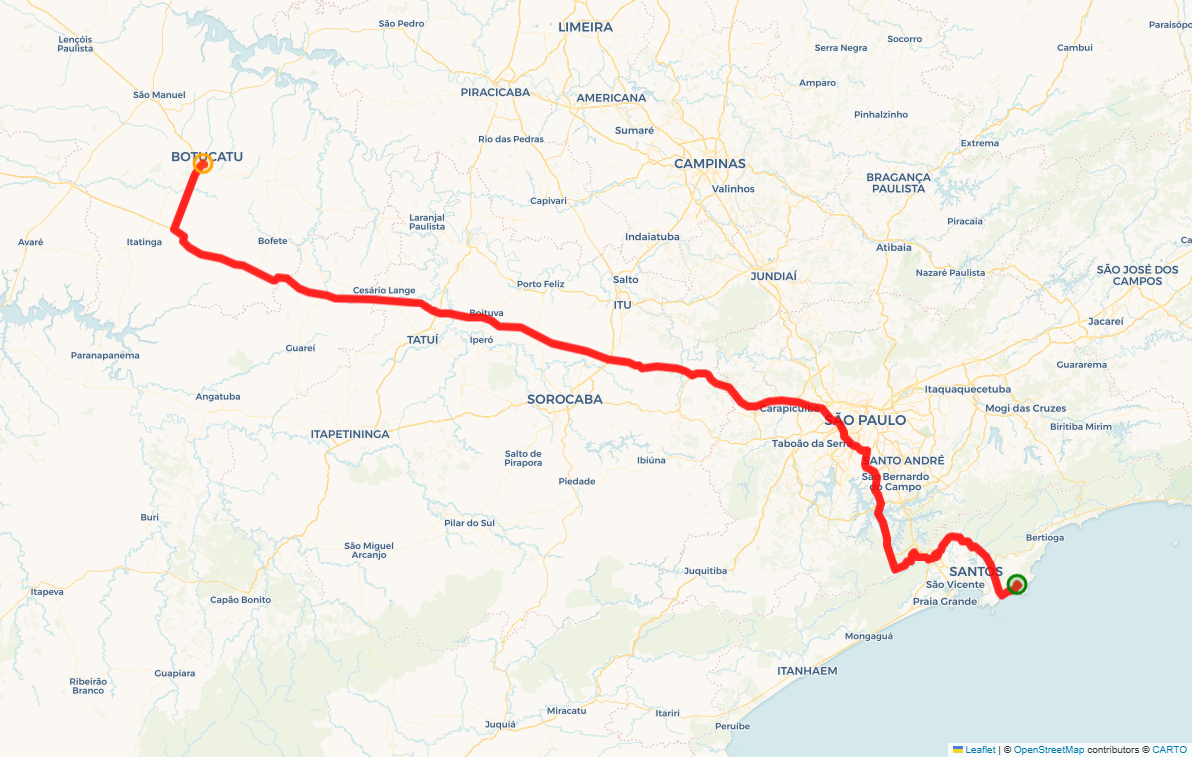 São Pedro
LIMEIRA
Paraisóp
Lençóis
Paulista
Socorro
Serra Negra
Cambuí
Amparo
São Manuel
PIRACICABA
AMERICANA
Pinhalzinho
Sumaré
Rio das Pedras
Extrema
BOTUCATU
CAMPINAS
BRAGANÇA
PAULISTA
Valinhos
Capivari
Laranjal
Paulista
Piracaia
Avaré
Itatinga
Bofete
Indaiatuba
Atibaia
Ca
JUNDIAÍ
Nazaré Paulista
SÃO JOSÉ DOS
CAMPOS
Salto
Porto Feliz
Cesário Lange
ITU
Boituva
Jacareí
TATUÍ
Iperó
Guareí
Paranapanema
Guararema
Angatuba
SOROCABA
Itaquaquecetuba
Carapicuíba
Mogi das Cruzes
SÃO PAULO
Biritiba Mirim
ITAPETININGA
Taboão da Serra
Salto de
Pirapora
Ibiúna
SANTO ANDRÉ
São Bernardo
do Campo
Piedade
Buri
Pilar do Sul
Bertioga
São Miguel
Arcanjo
Juquitiba
SANTOS
São Vicente
Itapeva
Capão Bonito
Praia Grande
Mongaguá
Guapiara
ITANHAEM
Ribeirão
Branco
Miracatu
Itariri
Juquiá
Peruíbe
Leaflet | © OpenStreetMap contributors © CARTO